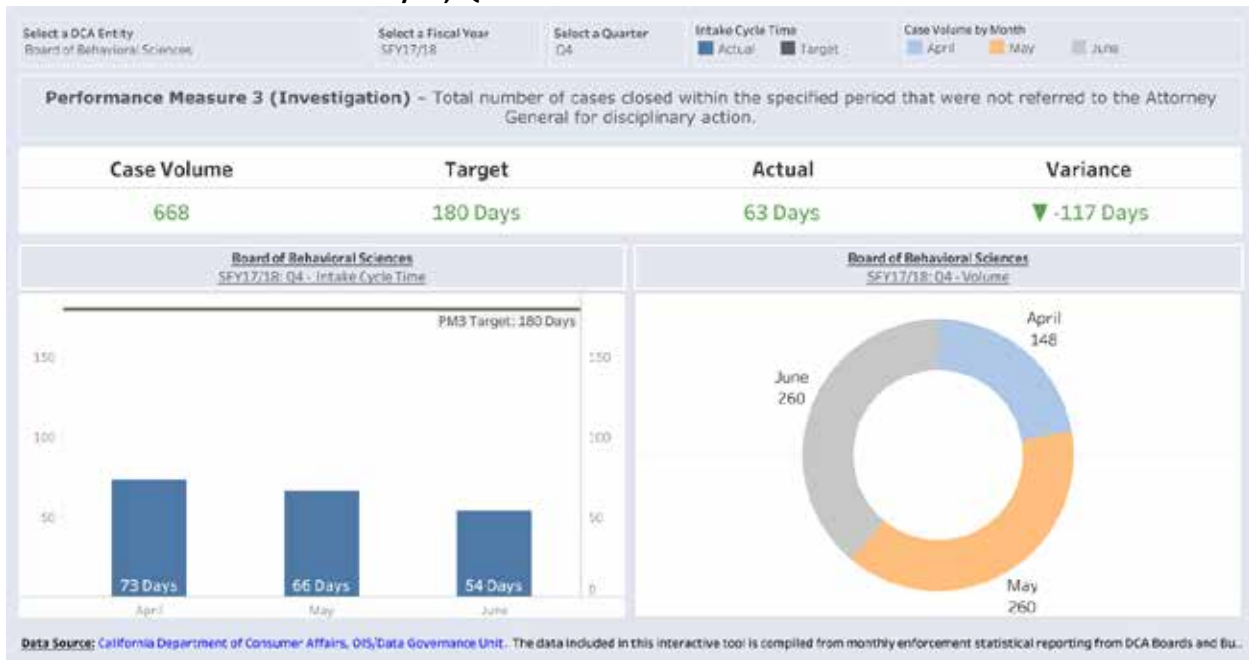 Select a DCA Entity
Board of Behavioral Sciences
Select a Fiscal Year
SFY17/18
Select a Quarter
Q4
Intake Cycle Time
Actual Target
Case Volume by Month
April May June
Performance Measure 3 (Investigation) – Total number of cases closed within the specified period that were not referred to the Attorney
General for disciplinary action.
Case Volume Target Actual Variance
668 180 Days 63 Days ▼ -117 Days
Board of Behavioral Sciences
SFY17/18: Q4 - Intake Cycle Time
PM3 Target: 180 Days
150 150
100 100
50 50
0
73 Days 66 Days 54 Days
April May June
Board of Behavioral Sciences
SFY17/18: Q4 - Volume
April
148
June
260
May
260
Data Source: California Department of Consumer Affairs, OIS/Data Governance Unit. The data included in this interactive tool is compiled from monthly enforcement statistical reporting from DCA Boards and Bu..